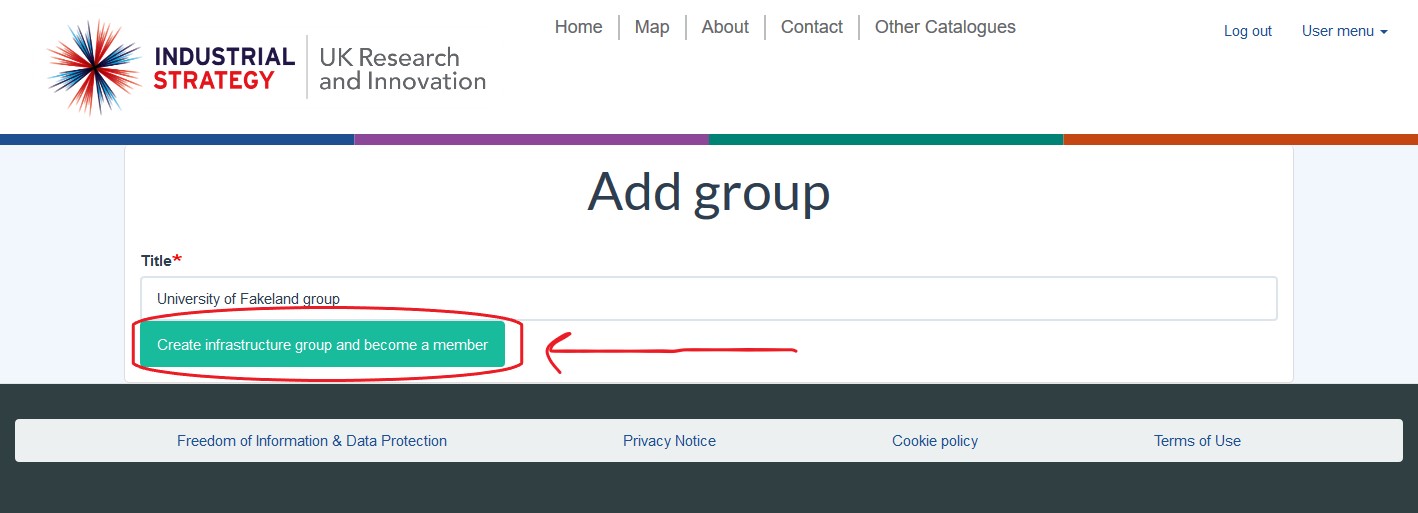 Home
Map
About
Contact
Other Catalogues
Log out
User menu
INDUSTRIAL
STRATEGY
UK Research
and Innovation
Add group
Title*
University of Fakeland group
Create infrastructure group and become a member
Freedom of Information & Data Protection
Privacy Notice
Cookie policy
Terms of Use